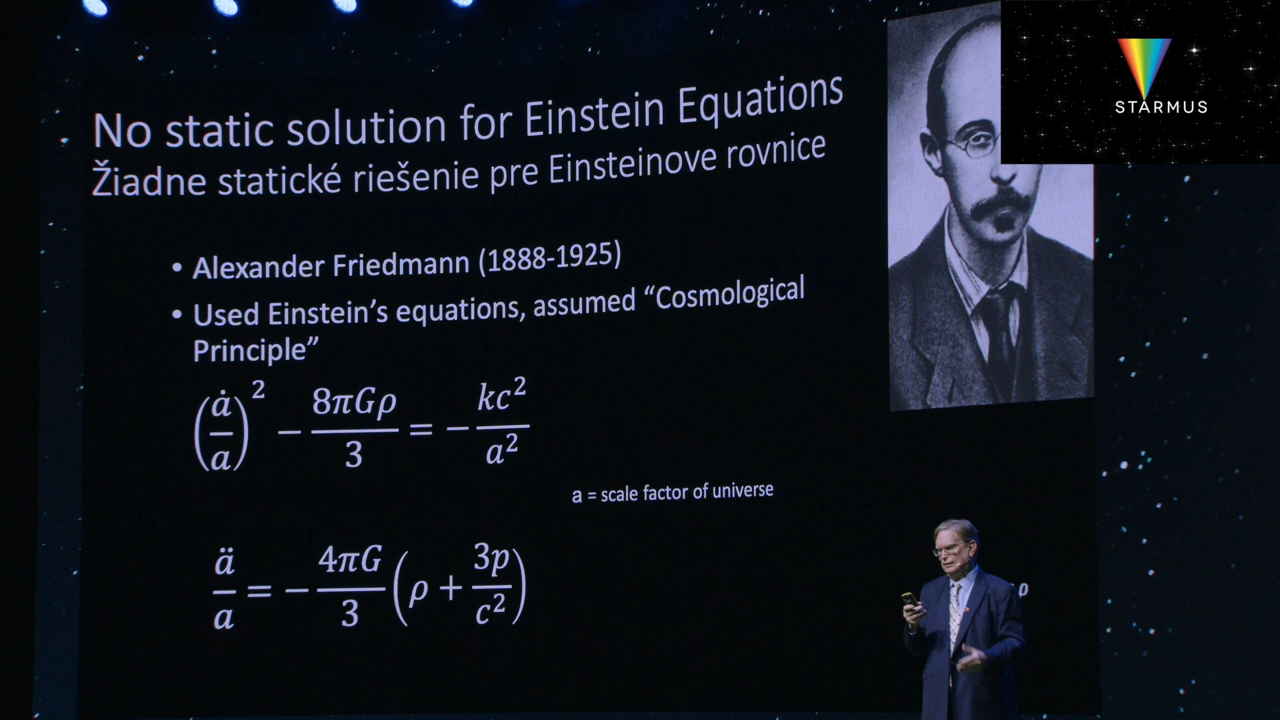 STARMUS
No static solution for Einstein Equations
Žiadne statické riešenie pre Einsteinove rovnice
• Alexander Friedmann (1888-1925)
• Used Einstein’s equations, assumed “Cosmological
Principle”
(ȧ/a)² − 8πGρ/3 = − kc²/a²
a = scale factor of universe
ä/a = − 4πG/3 (ρ + 3p/c²)